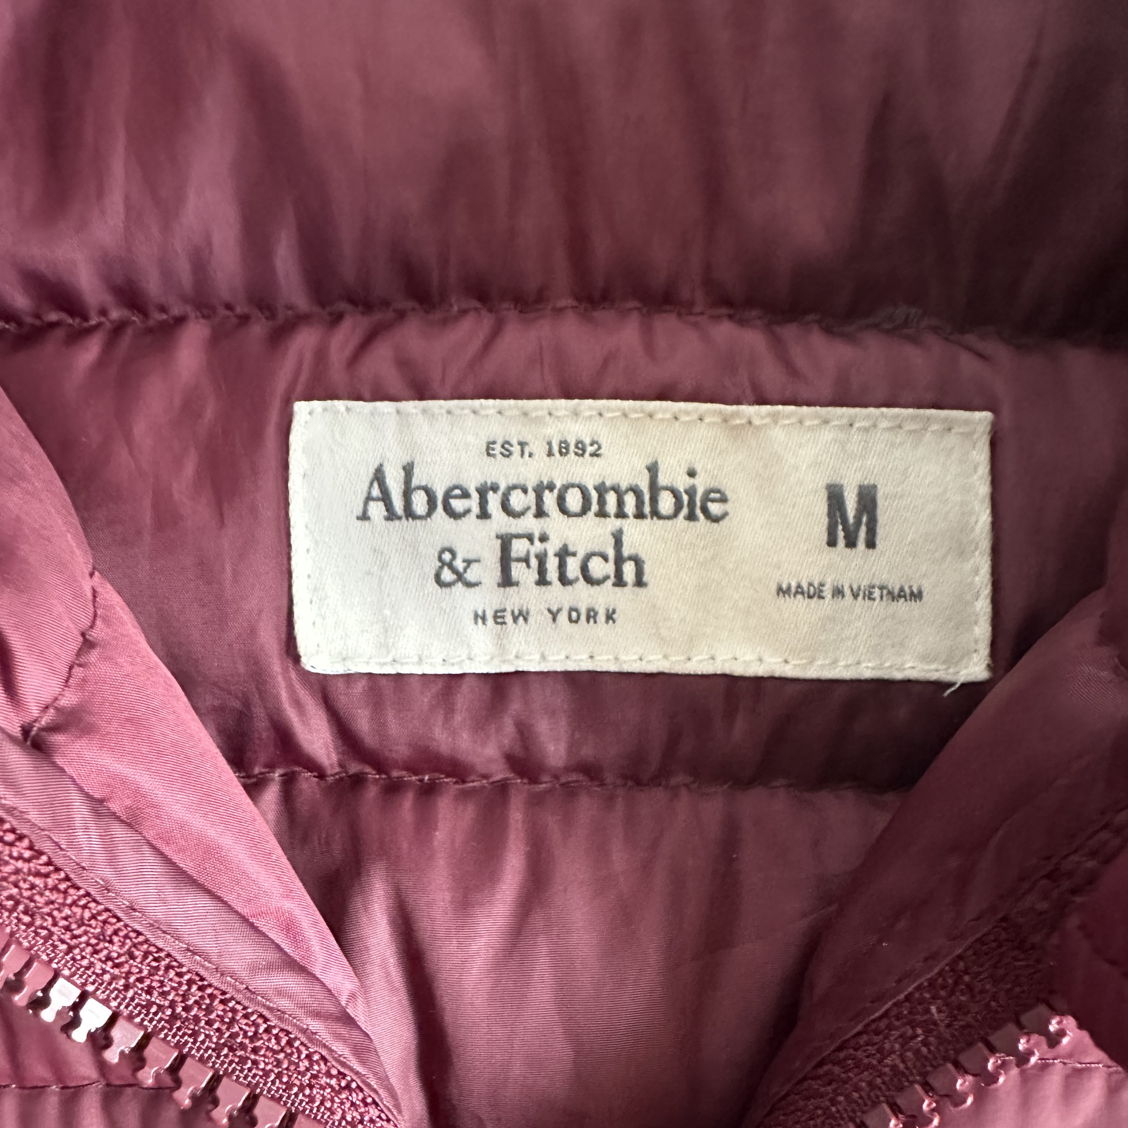 EST. 1892
Abercrombie
& Fitch
NEW YORK
M
MADE IN VIETNAM